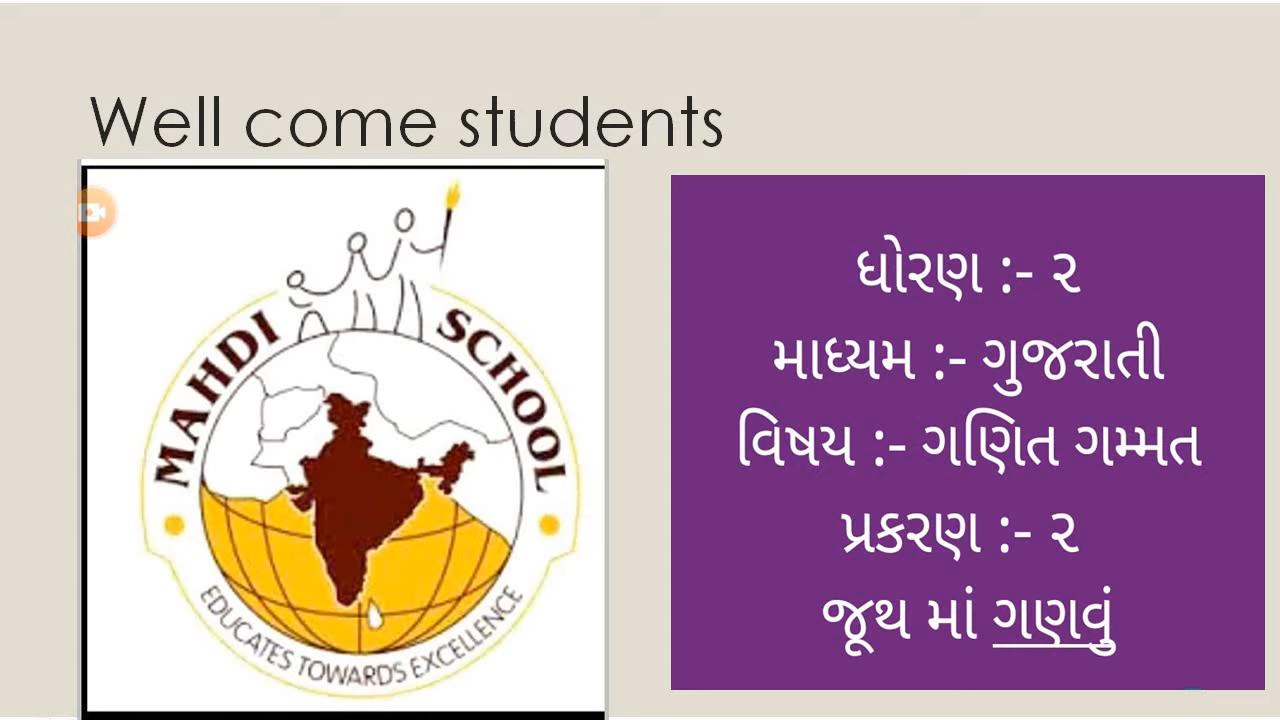 Well come students
MAHDI SCHOOL
EDUCATES TOWARDS EXCELLENCE
ધોરણ :- ૨
માધ્યમ :- ગુજરાતી
વિષય :- ગણિત ગમ્મત
પ્રકરણ :- ૨
જૂથ માં ગણવું